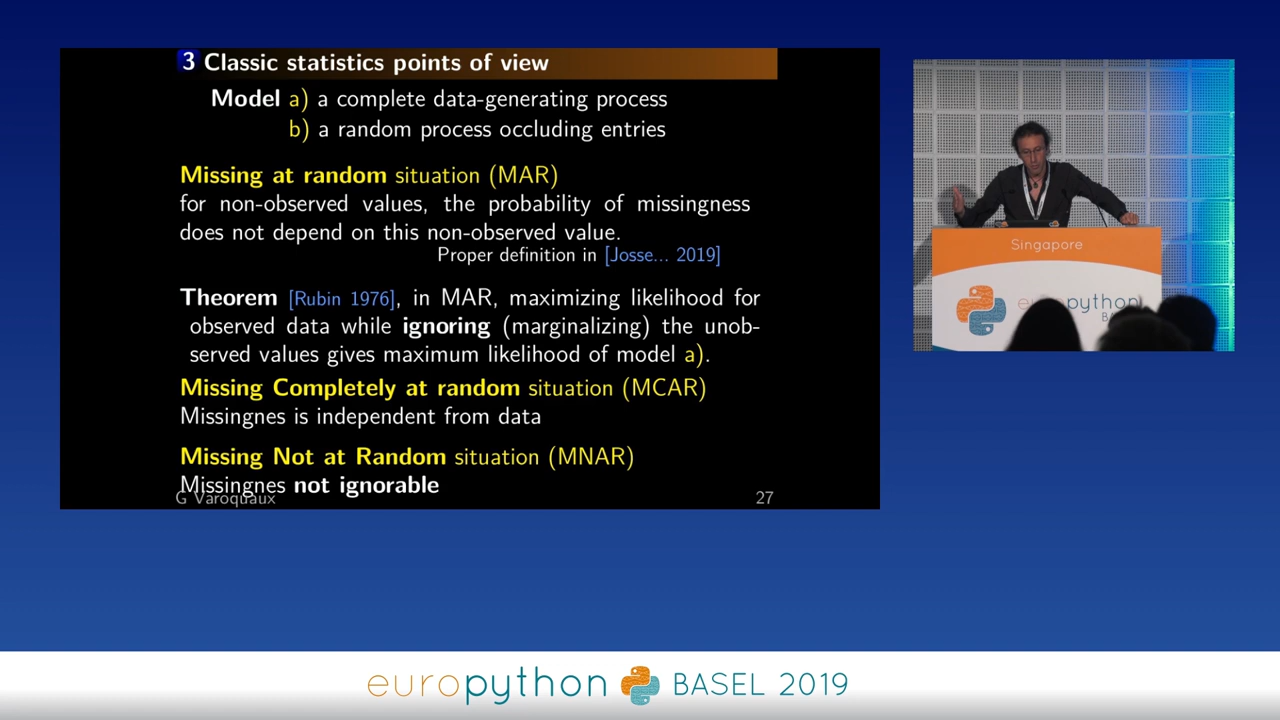 3 Classic statistics points of view
Model a) a complete data-generating process
b) a random process occluding entries
Missing at random situation (MAR)
for non-observed values, the probability of missingness
does not depend on this non-observed value.
Proper definition in [Josse... 2019]
Theorem [Rubin 1976], in MAR, maximizing likelihood for
observed data while ignoring (marginalizing) the unob-
served values gives maximum likelihood of model a).
Missing Completely at random situation (MCAR)
Missingnes is independent from data
Missing Not at Random situation (MNAR)
Missingnes not ignorable
G Varoquaux 27
Singapore
europython
BA
europython BASEL 2019